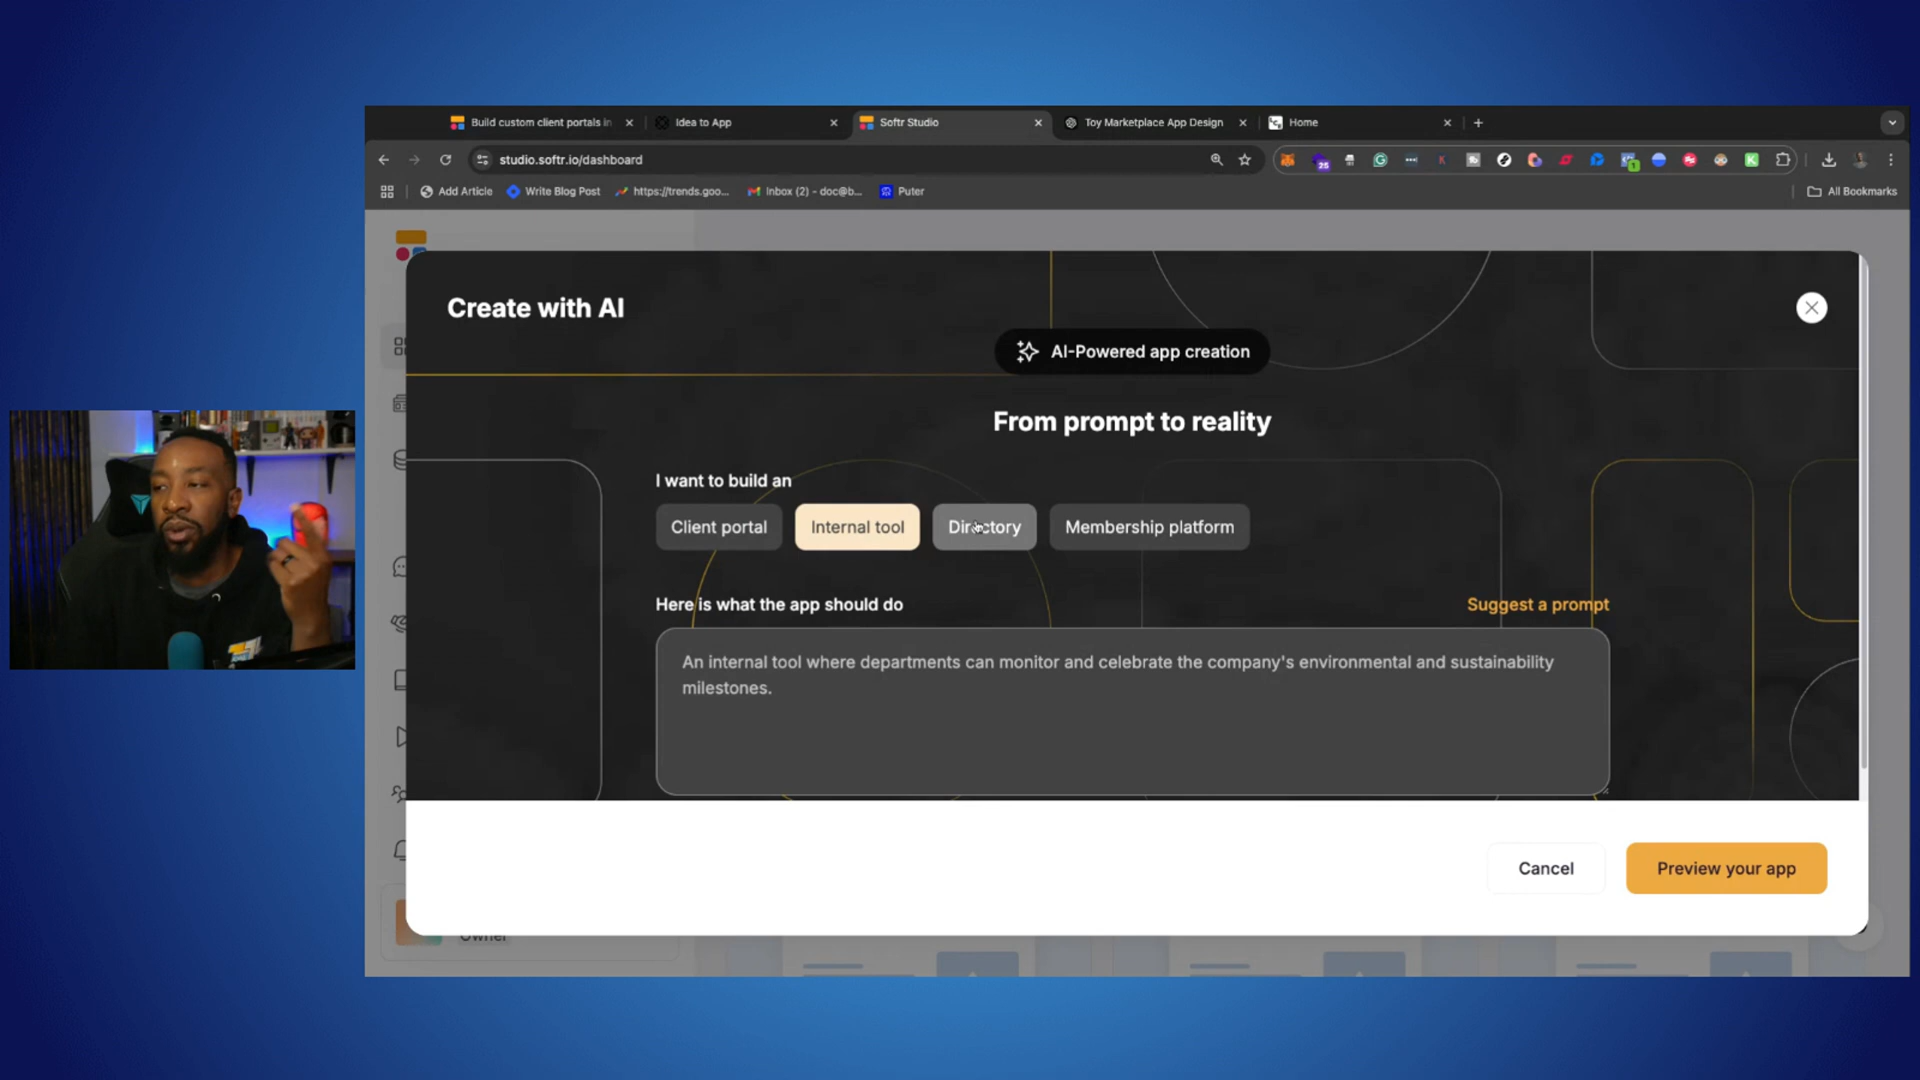 Build custom client portals in
Idea to App
Softr Studio
Toy Marketplace App Design
Home
studio.softr.io/dashboard
25
1
Add Article
Write Blog Post
https://trends.goo...
Inbox (2) - doc@b...
Puter
All Bookmarks
Create with AI
AI-Powered app creation
From prompt to reality
I want to build an
Client portal
Internal tool
Directory
Membership platform
Here is what the app should do
Suggest a prompt
An internal tool where departments can monitor and celebrate the company's environmental and sustainability
milestones.
Cancel
Preview your app
Owner